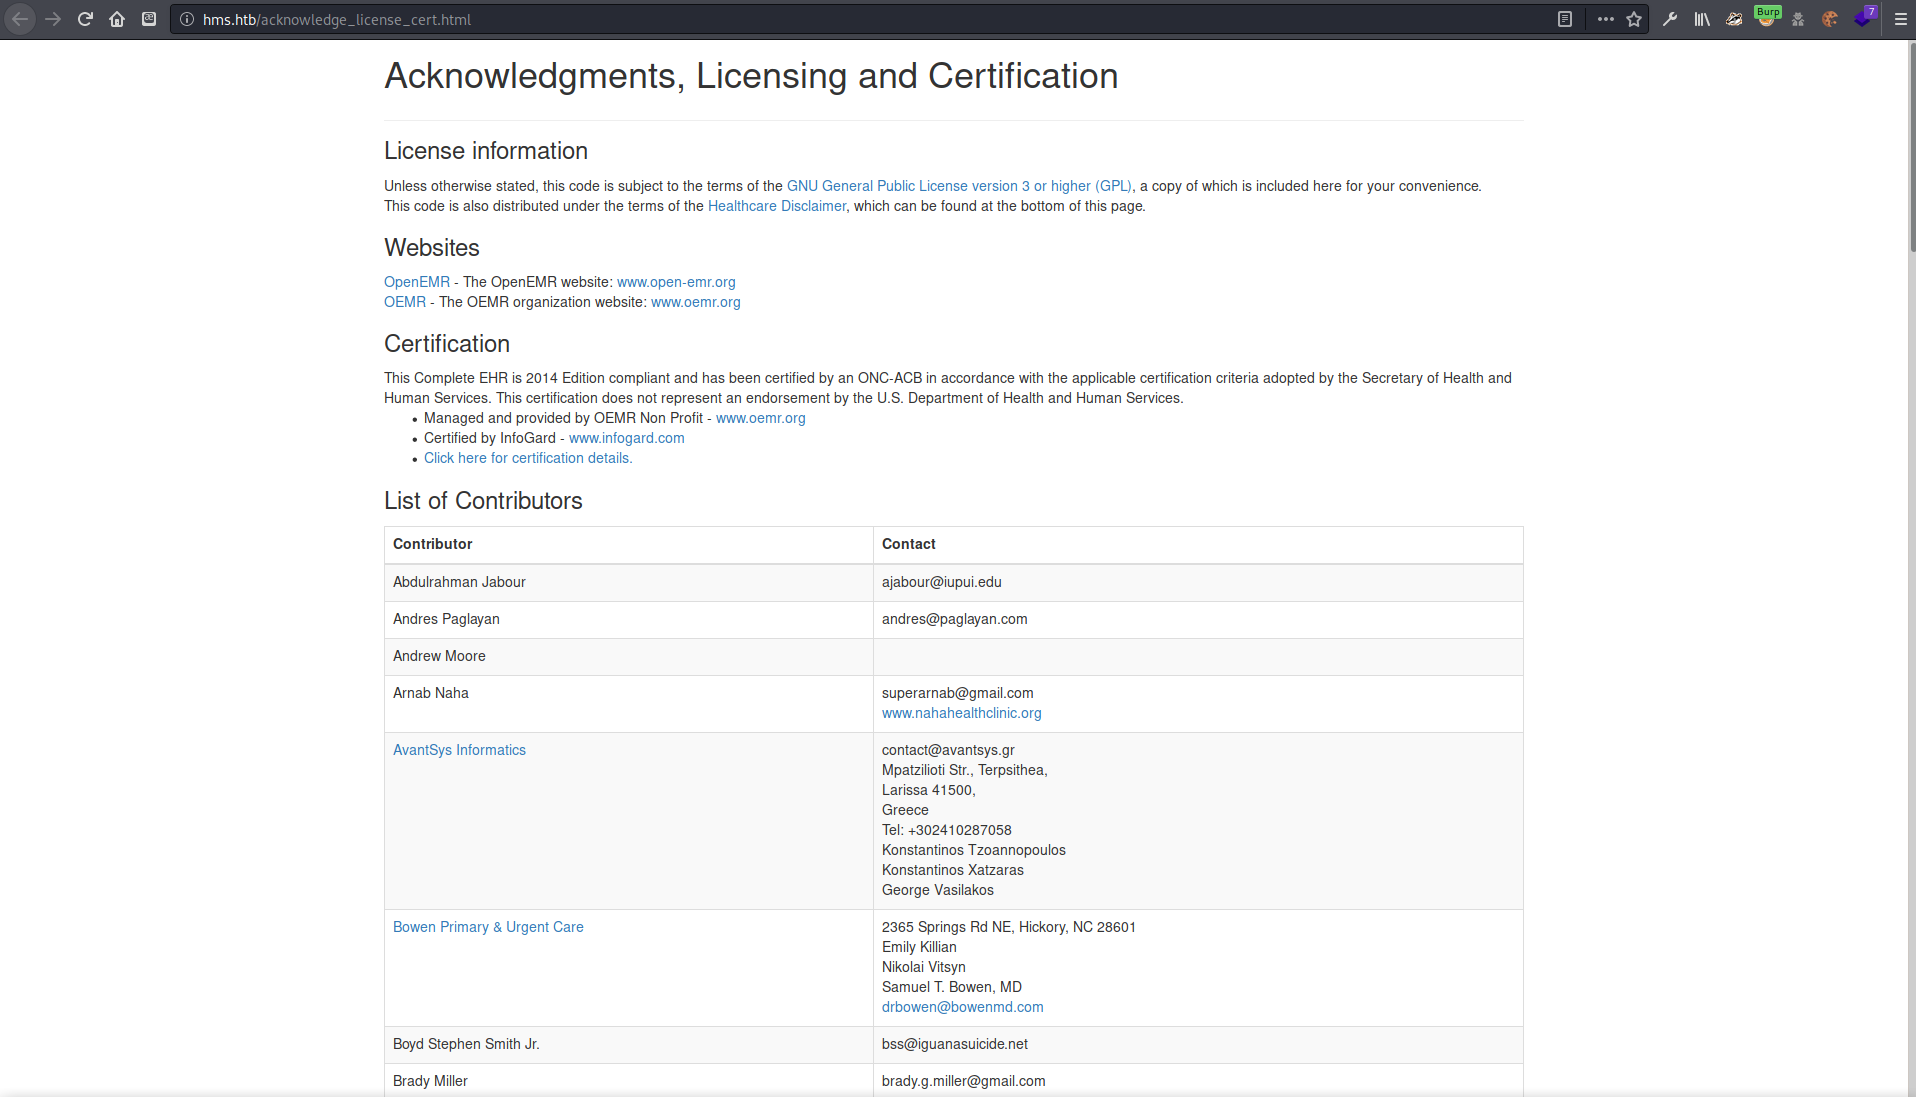 hms.htb/acknowledge_license_cert.html
Burp
7
Acknowledgments, Licensing and Certification
License information
Unless otherwise stated, this code is subject to the terms of the GNU General Public License version 3 or higher (GPL), a copy of which is included here for your convenience.
This code is also distributed under the terms of the Healthcare Disclaimer, which can be found at the bottom of this page.
Websites
OpenEMR - The OpenEMR website: www.open-emr.org
OEMR - The OEMR organization website: www.oemr.org
Certification
This Complete EHR is 2014 Edition compliant and has been certified by an ONC-ACB in accordance with the applicable certification criteria adopted by the Secretary of Health and
Human Services. This certification does not represent an endorsement by the U.S. Department of Health and Human Services.
• Managed and provided by OEMR Non Profit - www.oemr.org
• Certified by InfoGard - www.infogard.com
• Click here for certification details.
List of Contributors
Contributor Contact
Abdulrahman Jabour ajabour@iupui.edu
Andres Paglayan andres@paglayan.com
Andrew Moore
Arnab Naha superarnab@gmail.com
www.nahahealthclinic.org
AvantSys Informatics contact@avantsys.gr
Mpatzilioti Str., Terpsithea,
Larissa 41500,
Greece
Tel: +302410287058
Konstantinos Tzoannopoulos
Konstantinos Xatzaras
George Vasilakos
Bowen Primary & Urgent Care 2365 Springs Rd NE, Hickory, NC 28601
Emily Killian
Nikolai Vitsyn
Samuel T. Bowen, MD
drbowen@bowenmd.com
Boyd Stephen Smith Jr. bss@iguanasuicide.net
Brady Miller brady.g.miller@gmail.com